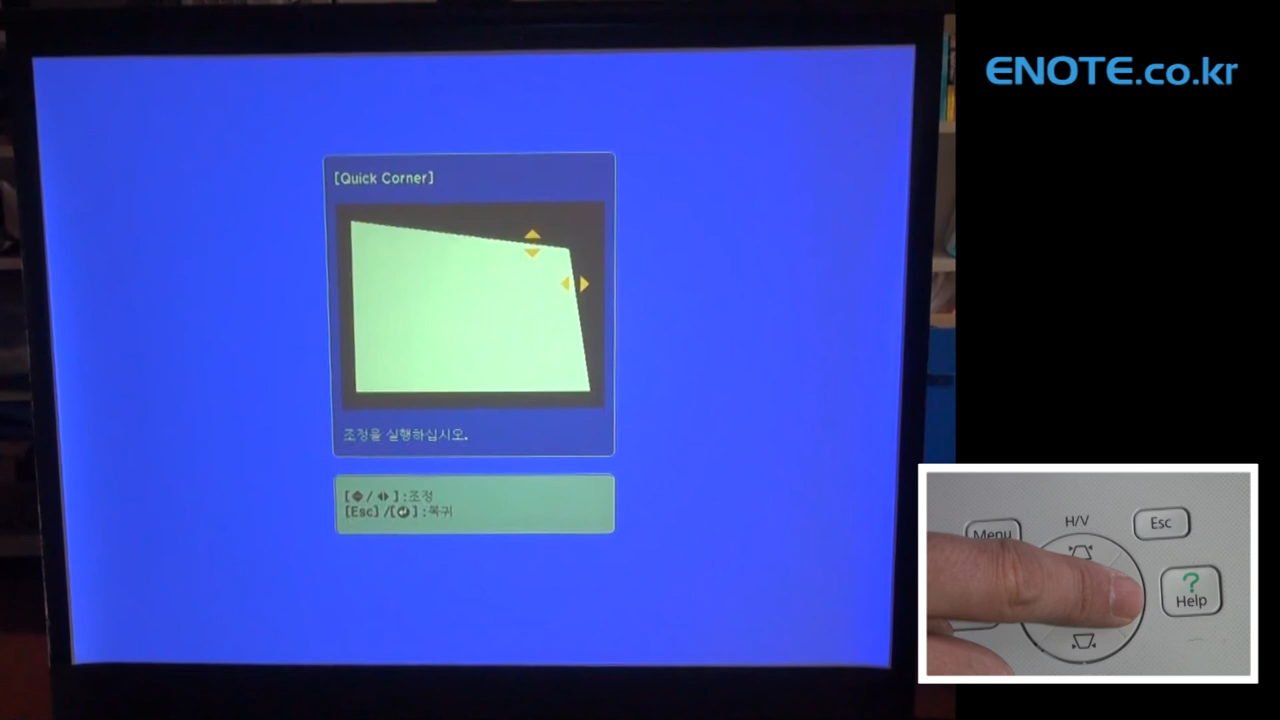 ENOTE.co.kr
[Quick Corner]
조정을 실행하십시오.
[◆/◀▶]:조정
[Esc]/[↵]:복귀
Menu
H/V
Esc
?
Help